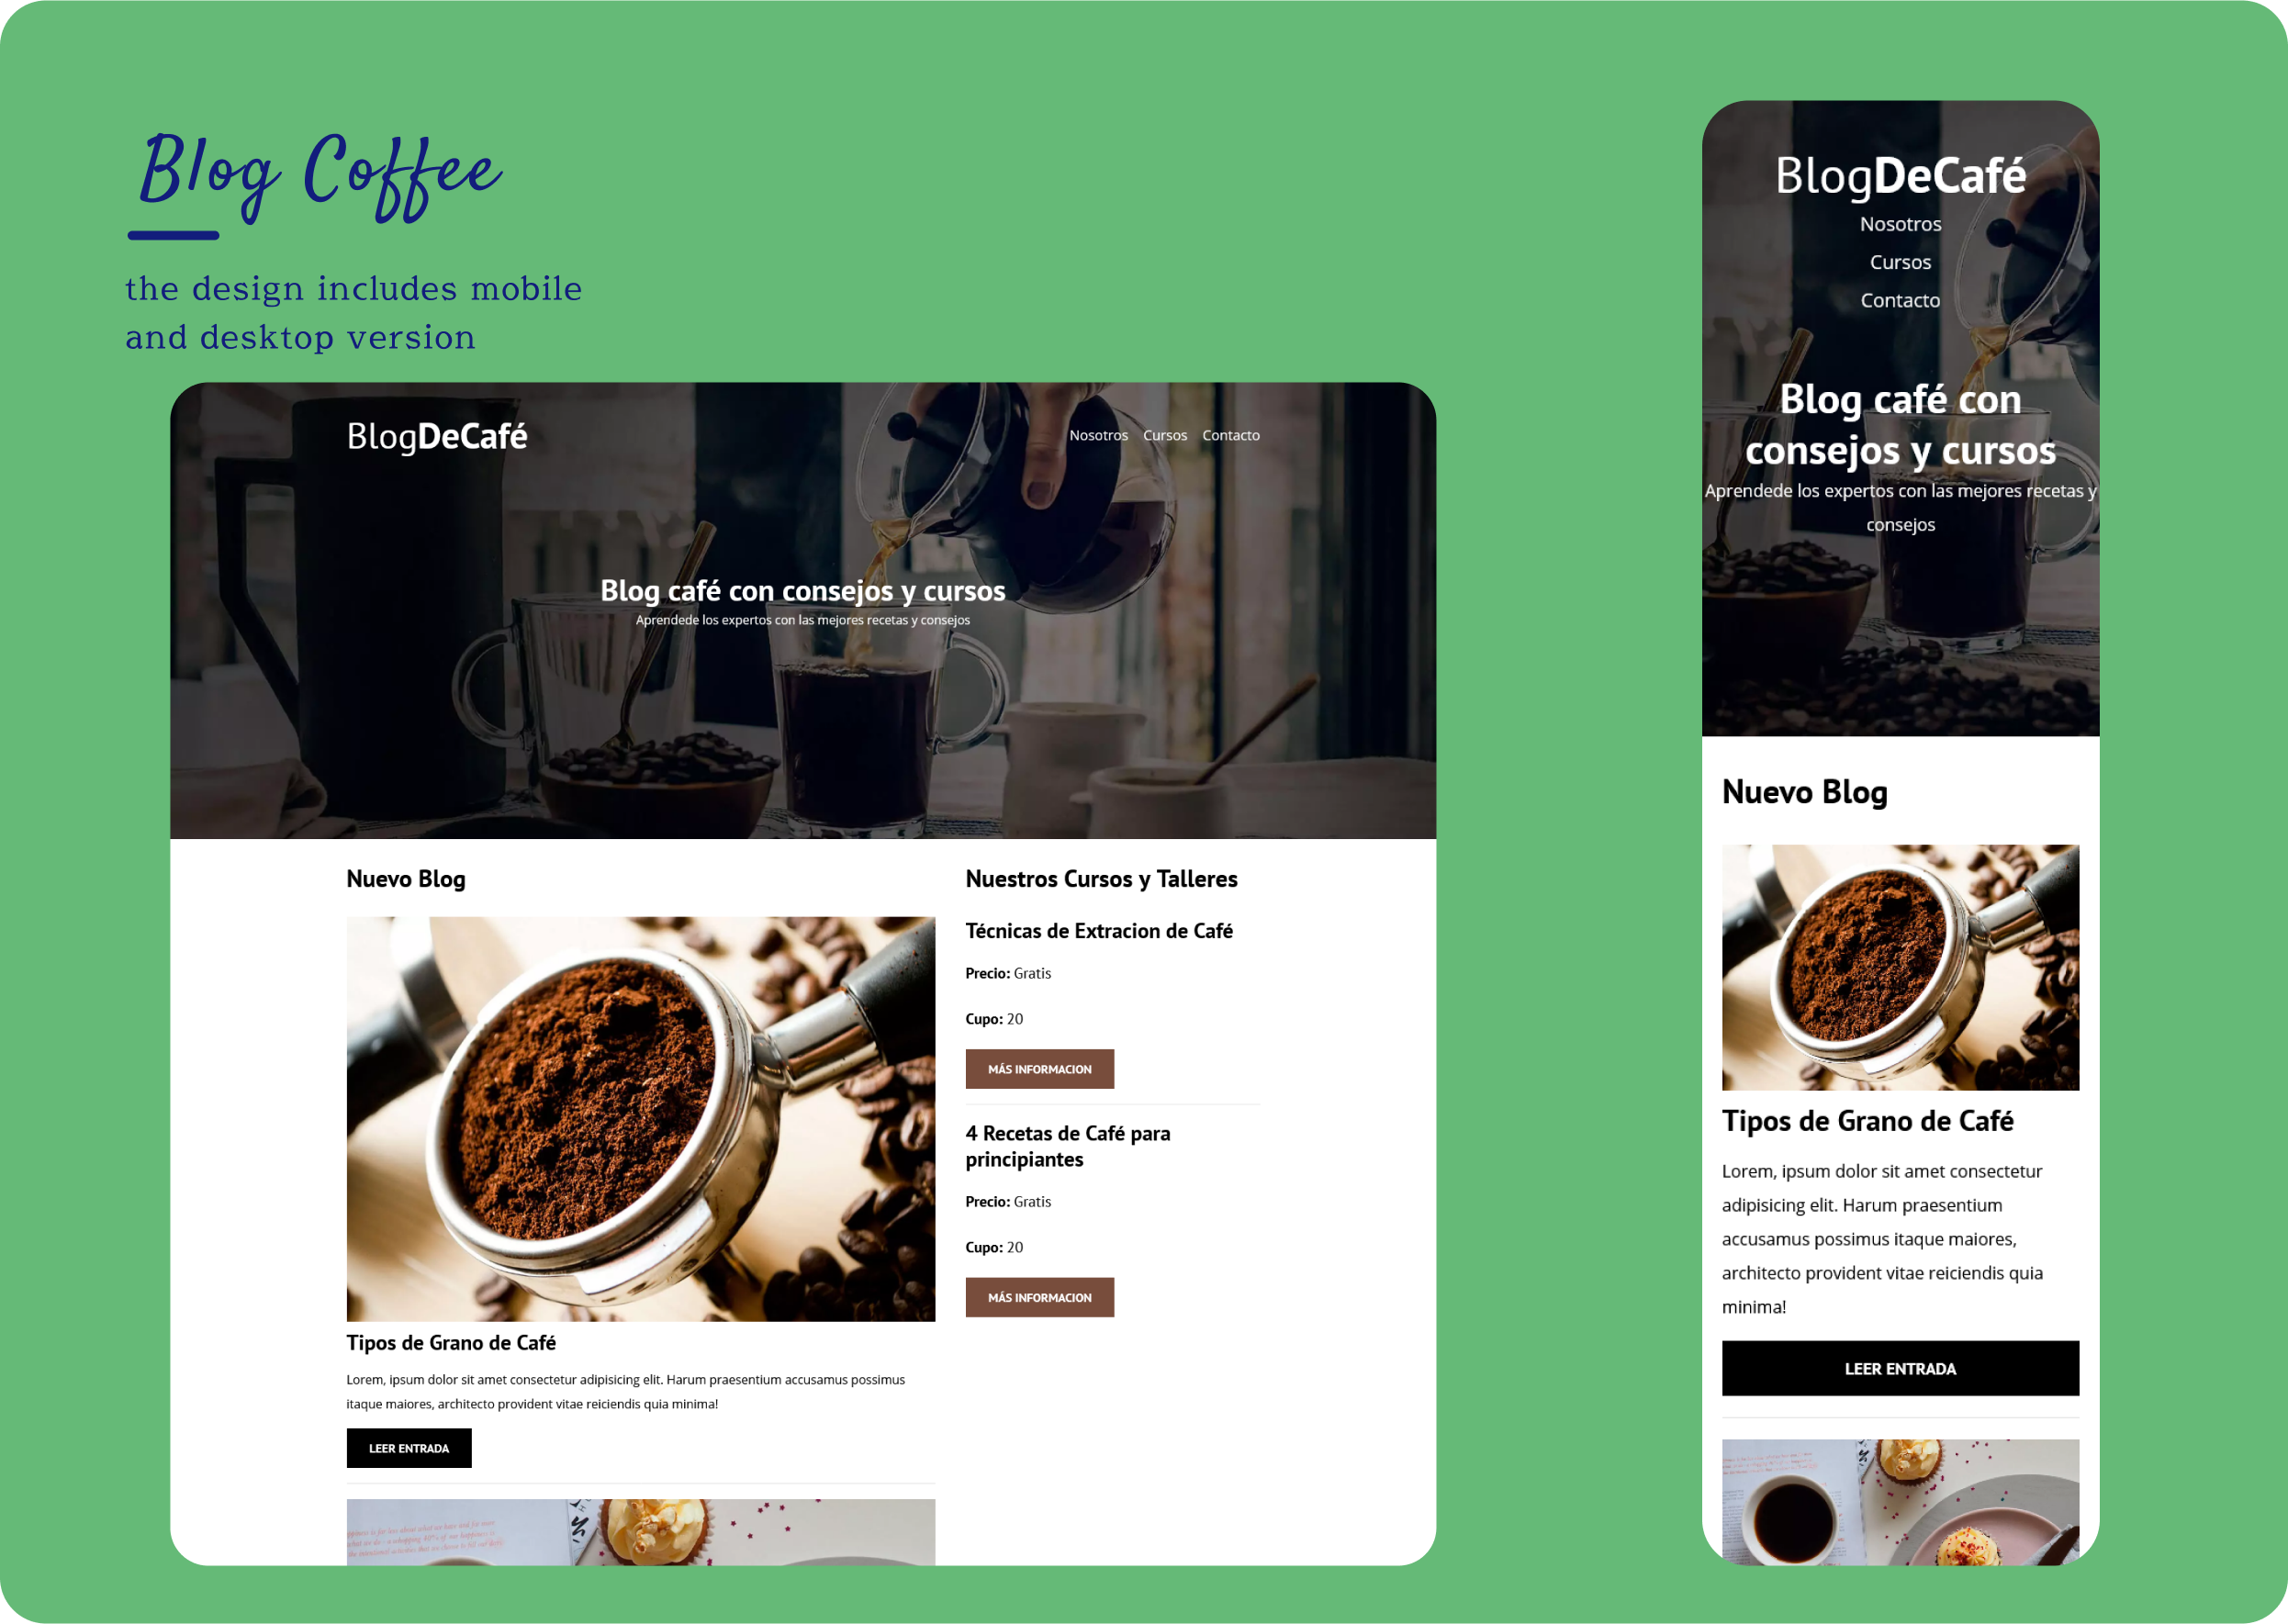 Blog Coffee
the design includes mobile
and desktop version
BlogDeCafé
Nosotros Cursos Contacto
Blog café con consejos y cursos
Aprendede los expertos con las mejores recetas y consejos
Nuevo Blog
Tipos de Grano de Café
Lorem, ipsum dolor sit amet consectetur adipisicing elit. Harum praesentium accusamus possimus
itaque maiores, architecto provident vitae reiciendis quia minima!
LEER ENTRADA
Nuestros Cursos y Talleres
Técnicas de Extracion de Café
Precio: Gratis
Cupo: 20
MÁS INFORMACION
4 Recetas de Café para
principiantes
Precio: Gratis
Cupo: 20
MÁS INFORMACION
BlogDeCafé
Nosotros
Cursos
Contacto
Blog café con
consejos y cursos
Aprendede los expertos con las mejores recetas y
consejos
Nuevo Blog
Tipos de Grano de Café
Lorem, ipsum dolor sit amet consectetur
adipisicing elit. Harum praesentium
accusamus possimus itaque maiores,
architecto provident vitae reiciendis quia
minima!
LEER ENTRADA